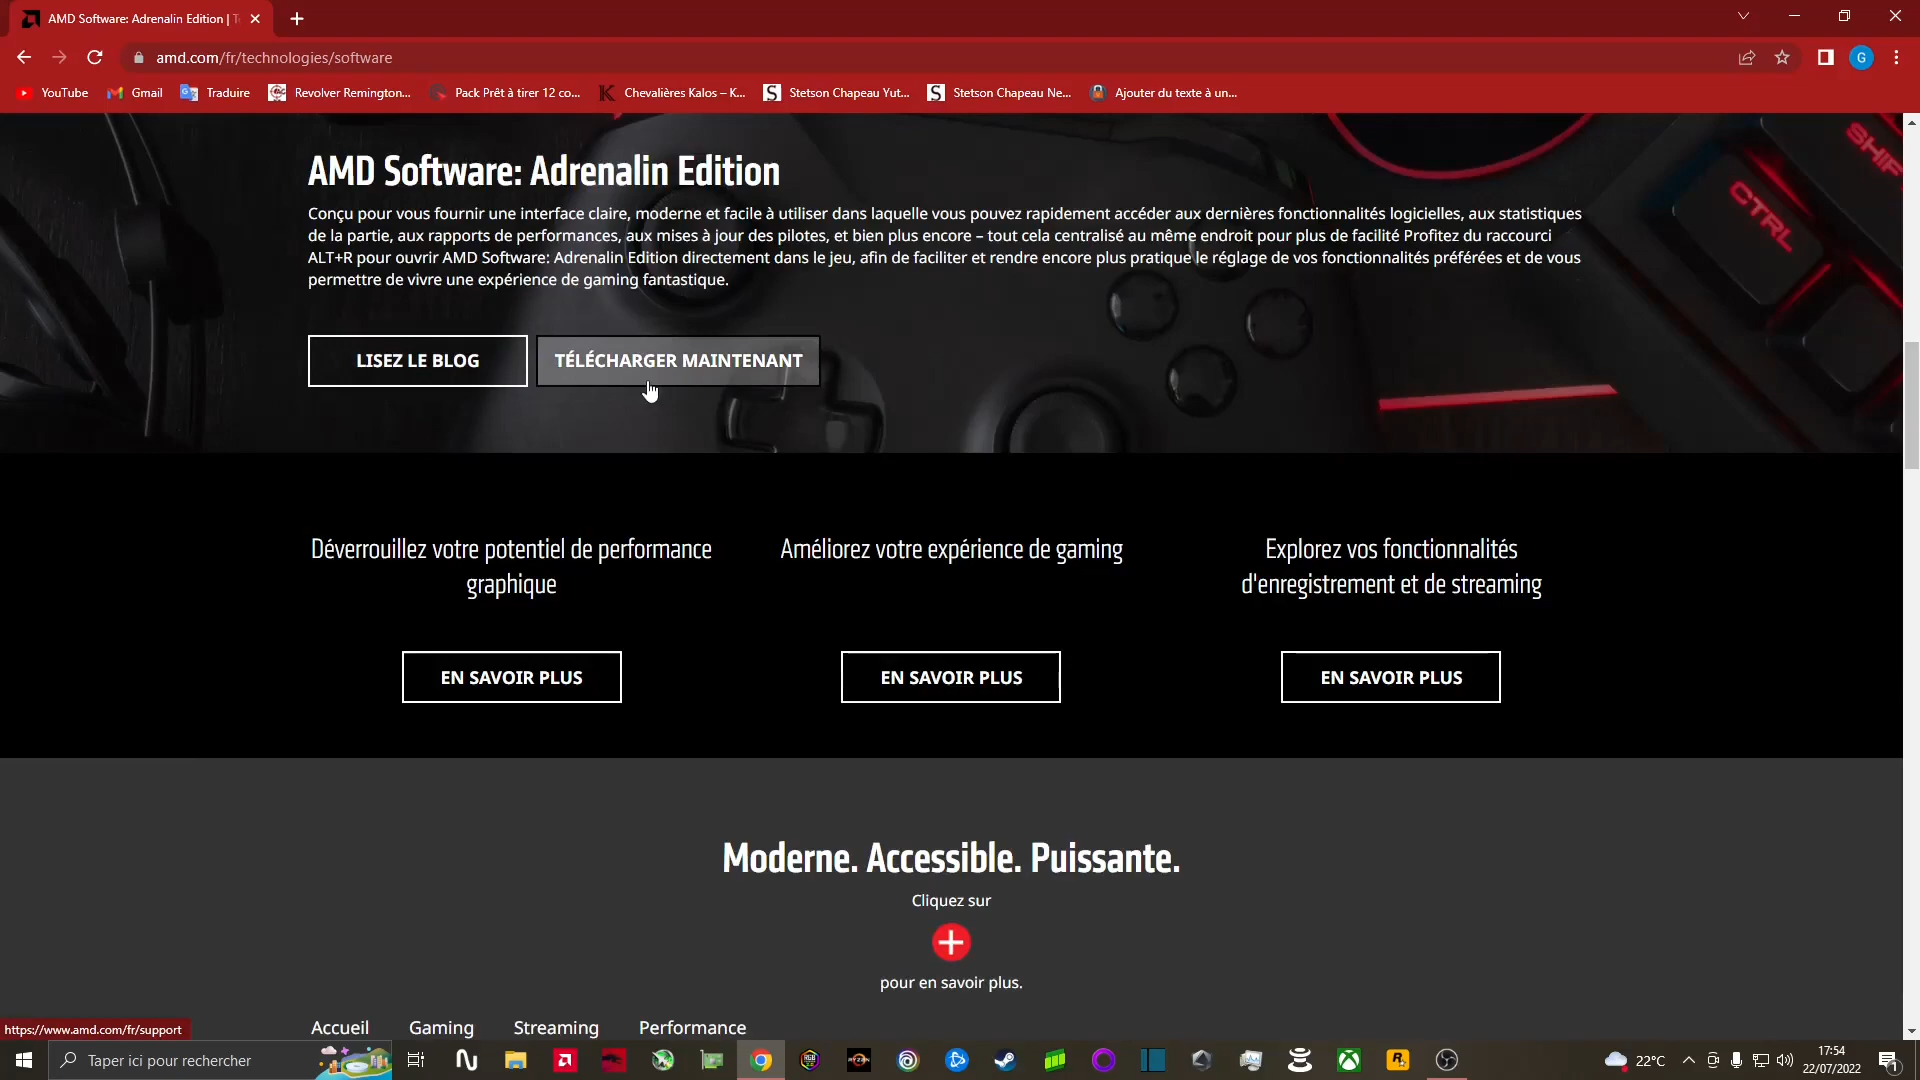 AMD Software: Adrenalin Edition | T
amd.com/fr/technologies/software
G
YouTube
Gmail
Traduire
Revolver Remington...
Pack Prêt à tirer 12 co...
Chevalières Kalos – K...
Stetson Chapeau Yut...
Stetson Chapeau Ne...
Ajouter du texte à un...
AMD Software: Adrenalin Edition
Conçu pour vous fournir une interface claire, moderne et facile à utiliser dans laquelle vous pouvez rapidement accéder aux dernières fonctionnalités logicielles, aux statistiques
de la partie, aux rapports de performances, aux mises à jour des pilotes, et bien plus encore – tout cela centralisé au même endroit pour plus de facilité Profitez du raccourci
ALT+R pour ouvrir AMD Software: Adrenalin Edition directement dans le jeu, afin de faciliter et rendre encore plus pratique le réglage de vos fonctionnalités préférées et de vous
permettre de vivre une expérience de gaming fantastique.
SHIFT
CTRL
LISEZ LE BLOG
TÉLÉCHARGER MAINTENANT
Déverrouillez votre potentiel de performance
graphique
Améliorez votre expérience de gaming
Explorez vos fonctionnalités
d'enregistrement et de streaming
EN SAVOIR PLUS
EN SAVOIR PLUS
EN SAVOIR PLUS
Moderne. Accessible. Puissante.
Cliquez sur
pour en savoir plus.
Accueil
Gaming
Streaming
Performance
https://www.amd.com/fr/support
Taper ici pour rechercher
22°C
17:54
22/07/2022
1